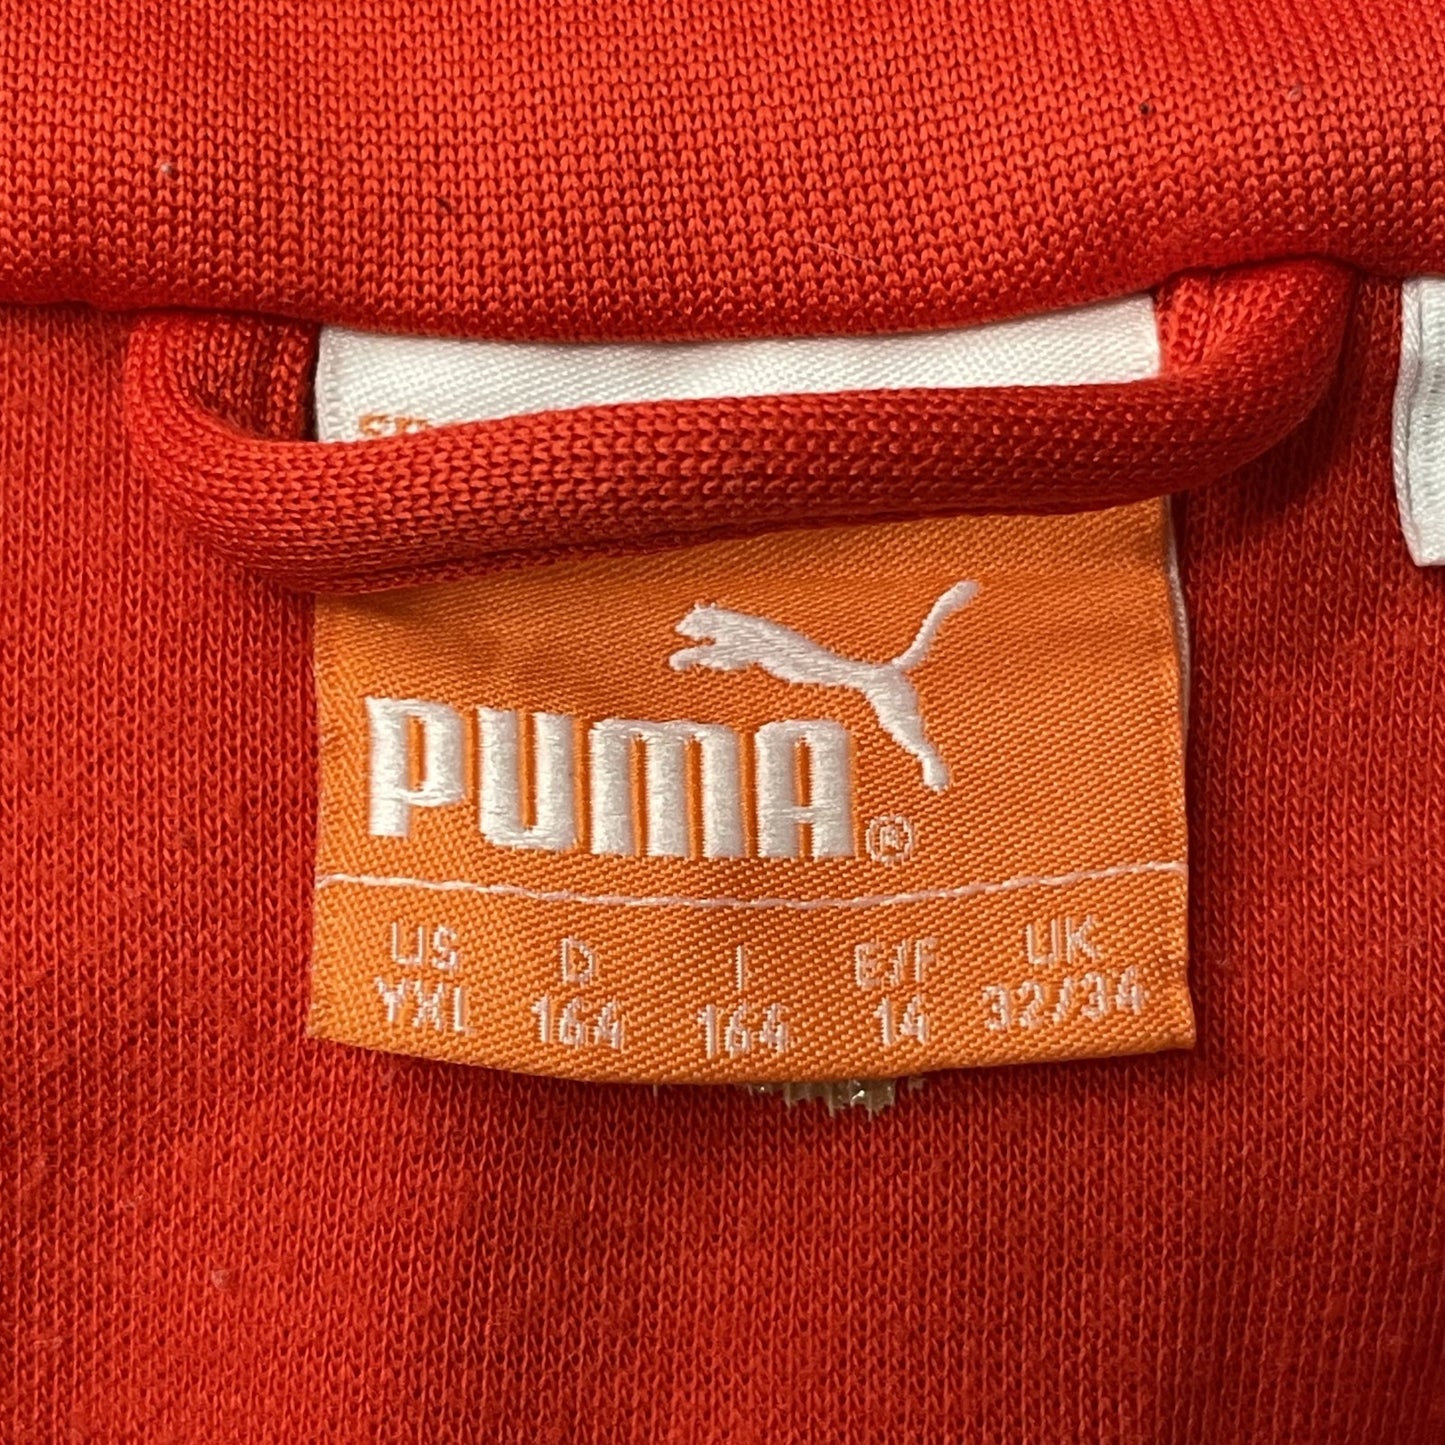 PUMA®
US D I E/F UK
YXL 164 164 14 32/34